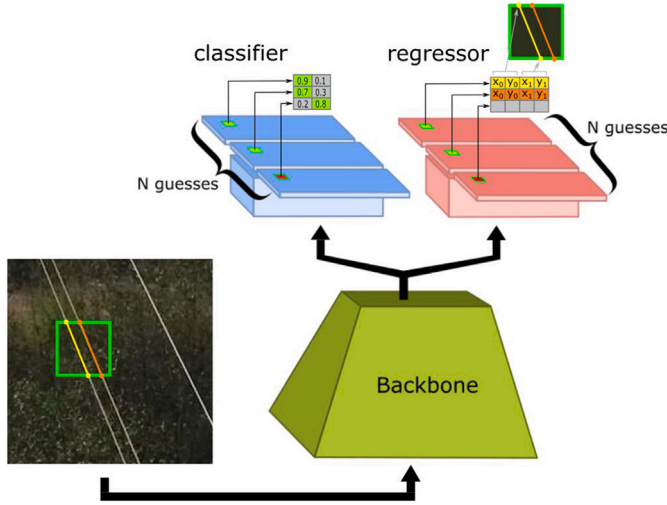 classifier
regressor
0.9 0.1
0.7 0.3
0.2 0.8
x0 y0 x1 y1
x0 y0 x1 y1
N guesses
N guesses
Backbone